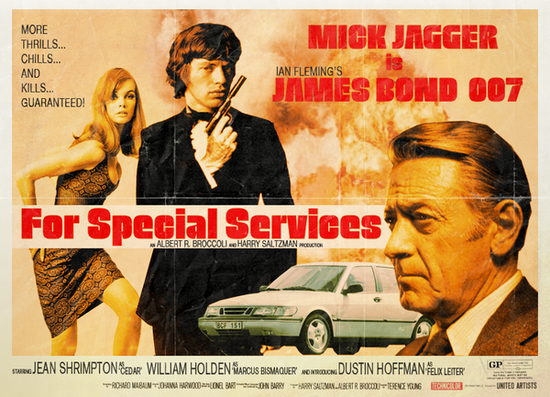 MORE
THRILLS...
CHILLS...
AND
KILLS...
GUARANTEED!
MICK JAGGER
is
IAN FLEMING'S
JAMES BOND 007
For Special Services
AN ALBERT R. BROCCOLI AND HARRY SALTZMAN PRODUCTION
BCF 151
STARRING JEAN SHRIMPTON AS 'CEDAR' WILLIAM HOLDEN AS 'MARCUS BISMAQUER' AND INTRODUCING DUSTIN HOFFMAN AS 'FELIX LEITER'
RICHARD MAIBAUM JOHANNA HARWOOD LIONEL BART JOHN BARRY HARRY SALTZMAN AND ALBERT R. BROCCOLI TERENCE YOUNG TECHNICOLOR UNITED ARTISTS
GP